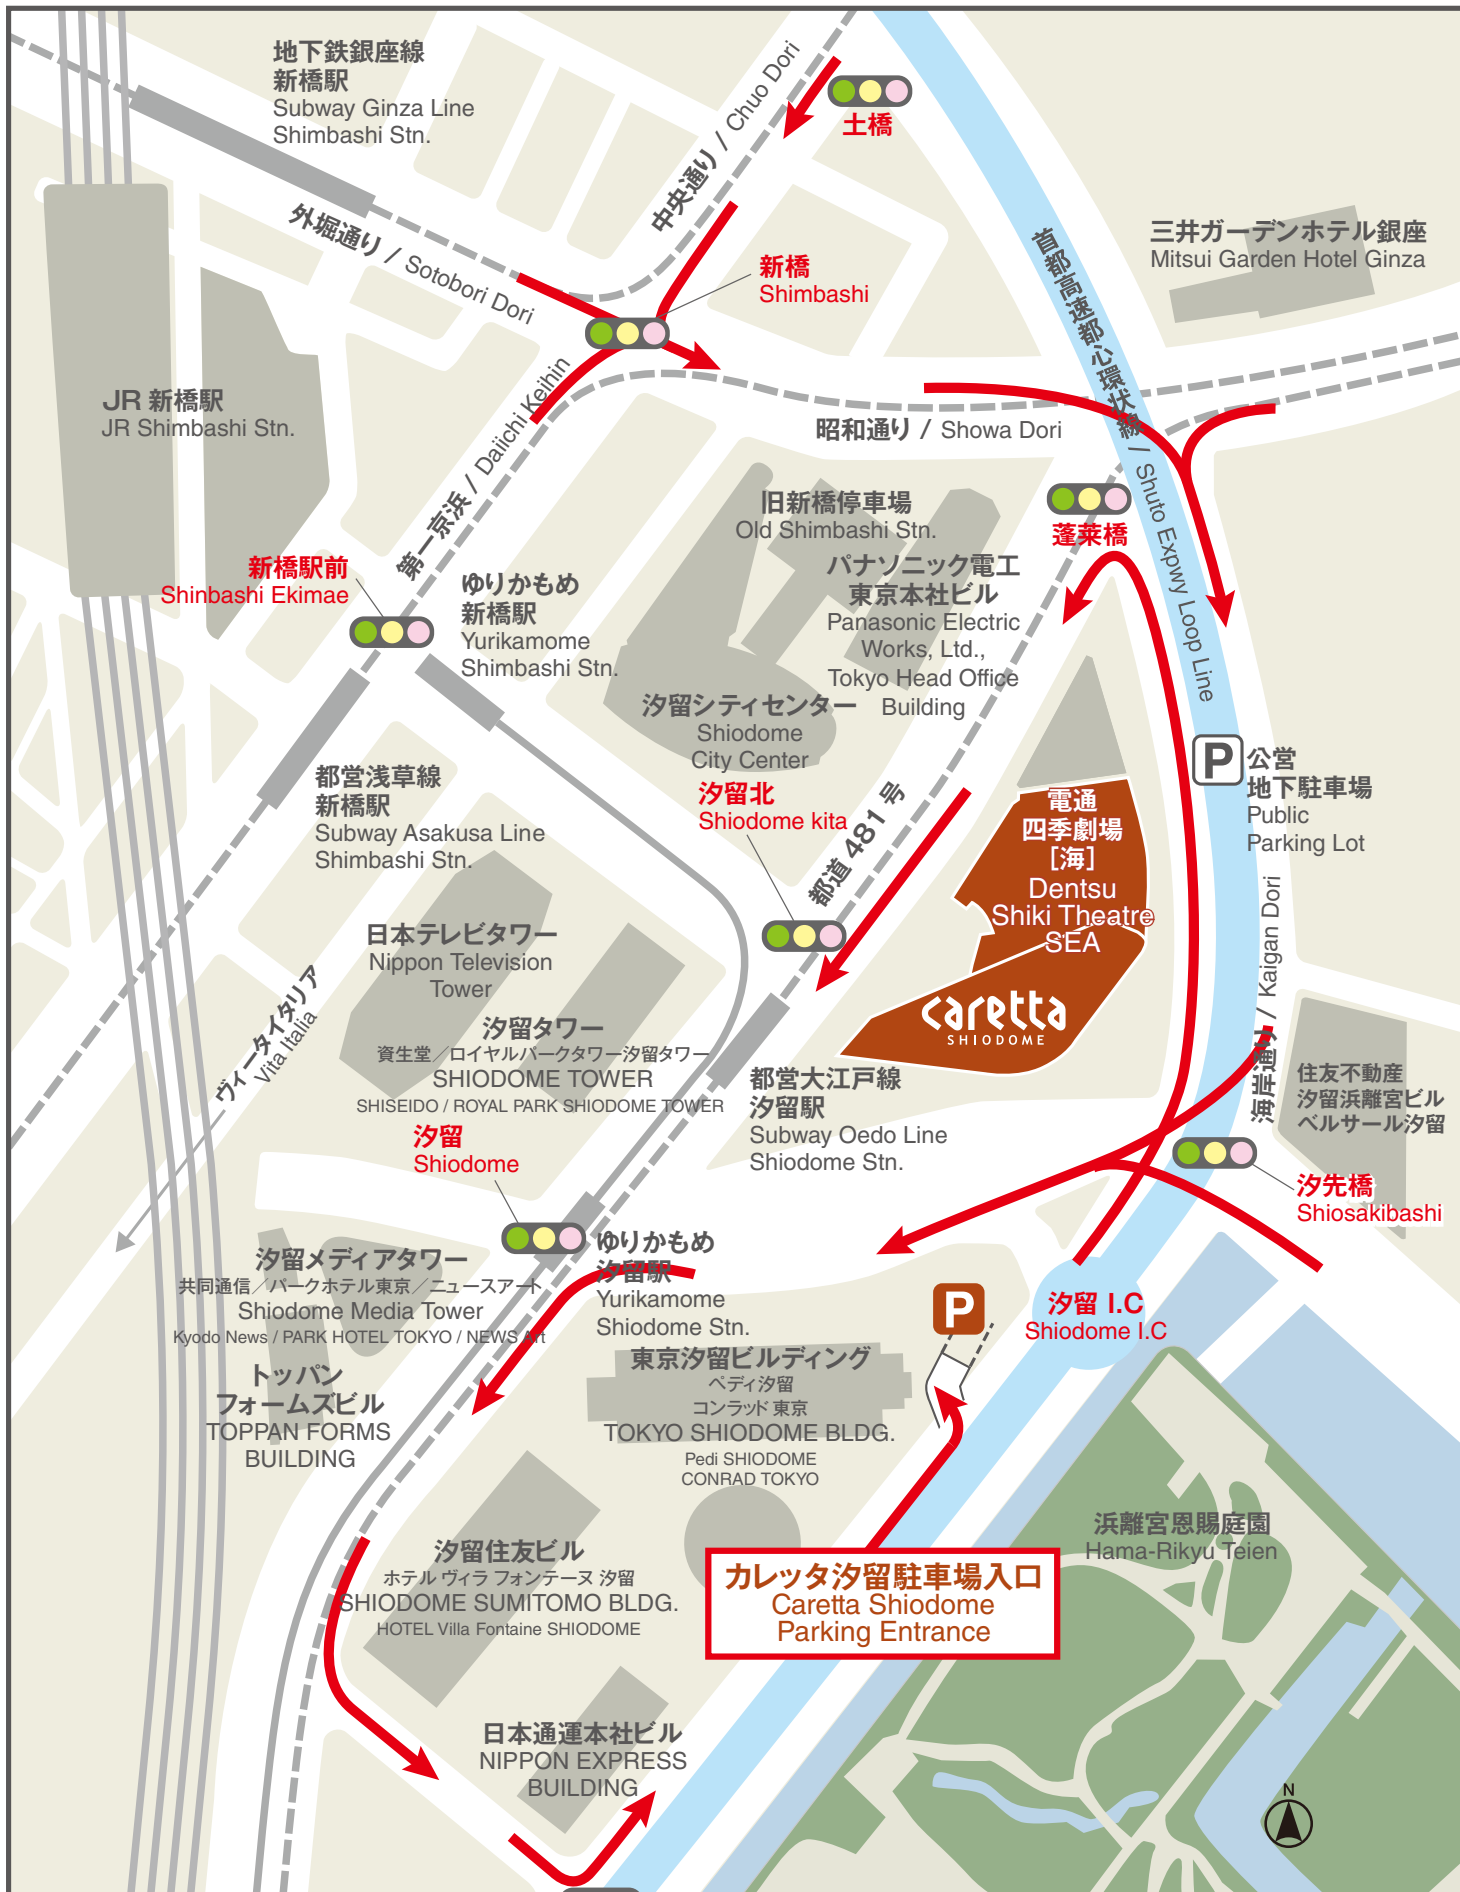 地下鉄銀座線
新橋駅
Subway Ginza Line
Shimbashi Stn.
中央通り / Chuo Dori
土橋
外堀通り / Sotobori Dori
新橋
Shimbashi
首都高速都心環状線 / Shuto Expwy Loop Line
三井ガーデンホテル銀座
Mitsui Garden Hotel Ginza
JR 新橋駅
JR Shimbashi Stn.
第一京浜 / Daiichi Keihin
昭和通り / Showa Dori
旧新橋停車場
Old Shimbashi Stn.
蓬莱橋
新橋駅前
Shinbashi Ekimae
ゆりかもめ
新橋駅
Yurikamome
Shimbashi Stn.
パナソニック電工
東京本社ビル
Panasonic Electric
Works, Ltd.,
Tokyo Head Office
Building
汐留シティセンター
Shiodome
City Center
P
公営
地下駐車場
Public
Parking Lot
都営浅草線
新橋駅
Subway Asakusa Line
Shimbashi Stn.
汐留北
Shiodome kita
都道 481 号
電通
四季劇場
[海]
Dentsu
Shiki Theatre
SEA
caretta
SHIODOME
日本テレビタワー
Nippon Television
Tower
ヴィータイタリア
Vita Italia
汐留タワー
資生堂／ロイヤルパークタワー汐留タワー
SHIODOME TOWER
SHISEIDO / ROYAL PARK SHIODOME TOWER
都営大江戸線
汐留駅
Subway Oedo Line
Shiodome Stn.
海岸通り / Kaigan Dori
住友不動産
汐留浜離宮ビル
ベルサール汐留
汐留
Shiodome
汐先橋
Shiosakibashi
汐留メディアタワー
共同通信／パークホテル東京／ニュースアート
Shiodome Media Tower
Kyodo News / PARK HOTEL TOKYO / NEWS Art
ゆりかもめ
汐留駅
Yurikamome
Shiodome Stn.
P
汐留 I.C
Shiodome I.C
トッパン
フォームズビル
TOPPAN FORMS
BUILDING
東京汐留ビルディング
ペディ汐留
コンラッド 東京
TOKYO SHIODOME BLDG.
Pedi SHIODOME
CONRAD TOKYO
浜離宮恩賜庭園
Hama-Rikyu Teien
汐留住友ビル
ホテル ヴィラ フォンテーヌ 汐留
SHIODOME SUMITOMO BLDG.
HOTEL Villa Fontaine SHIODOME
カレッタ汐留駐車場入口
Caretta Shiodome
Parking Entrance
日本通運本社ビル
NIPPON EXPRESS
BUILDING
N